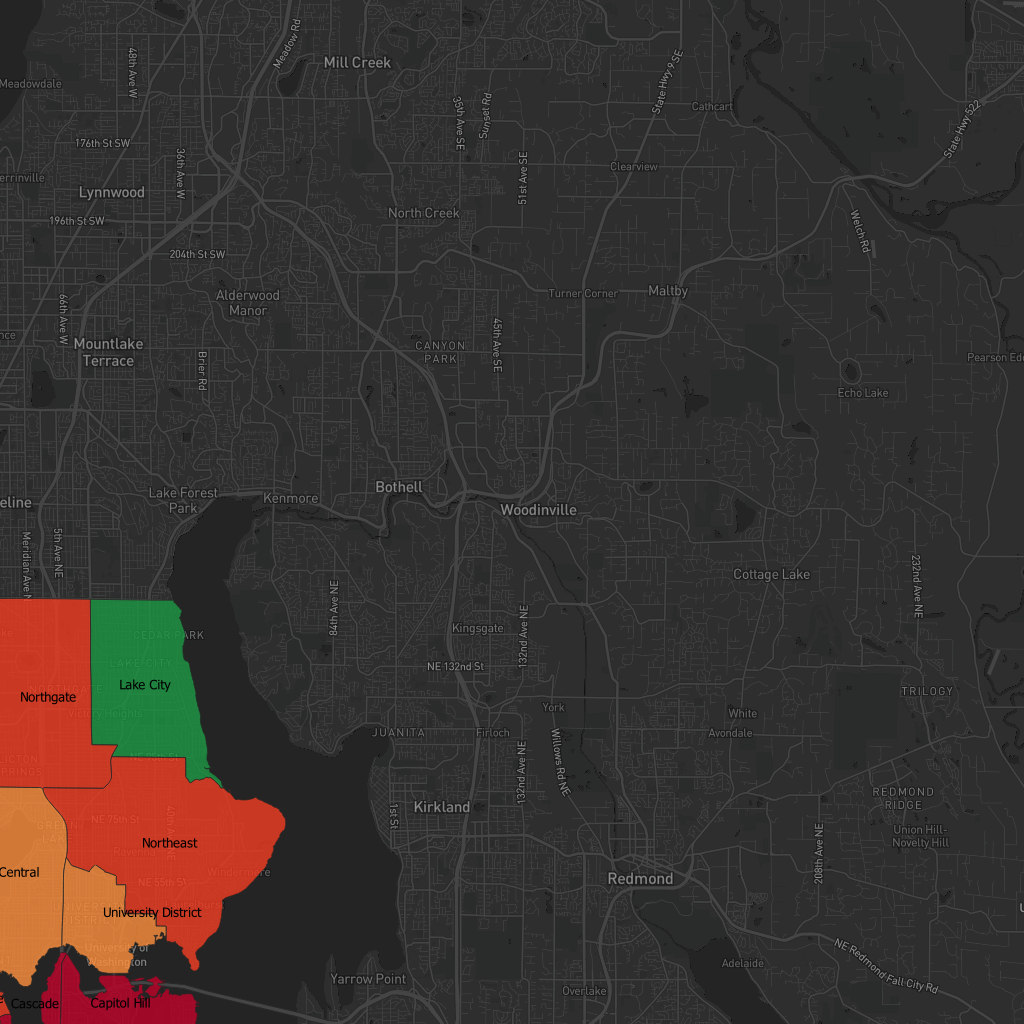 Meadow Rd
48th Ave W
Mill Creek
Meadowdale
State Hwy 9 SE
35th Ave SE
Sunset Rd
Cathcart
State Hwy 522
176th St SW
36th Ave W
51st Ave SE
Clearview
errinville
Lynnwood
196th St SW
North Creek
Welch Rd
204th St SW
Alderwood
Manor
66th Ave W
Turner Corner
Maltby
45th Ave SE
nce
Mountlake
Terrace
CANYON
PARK
Brier Rd
Pearson Edd
Echo Lake
Bothell
Lake Forest
Park
Kenmore
eline
Woodinville
5th Ave NE
Meridian Ave N
232nd Ave NE
Cottage Lake
84th Ave NE
132nd Ave NE
Kingsgate
CEDAR PARK
LAKE CITY
NE 132nd St
Lake City
Northgate
TRILOGY
Victory Heights
York
White
JUANITA
Firloch
Avondale
Willows Rd NE
132nd Ave NE
1st St
Kirkland
REDMOND
RIDGE
NE 75th St
Union Hill-
Novelty Hill
208th Ave NE
Northeast
Central
Windermere
NE 55th St
Redmond
University District
University of
Washington
NE Redmond Fall City Rd
Adelaide
Yarrow Point
Overlake
Cascade
Capitol Hill